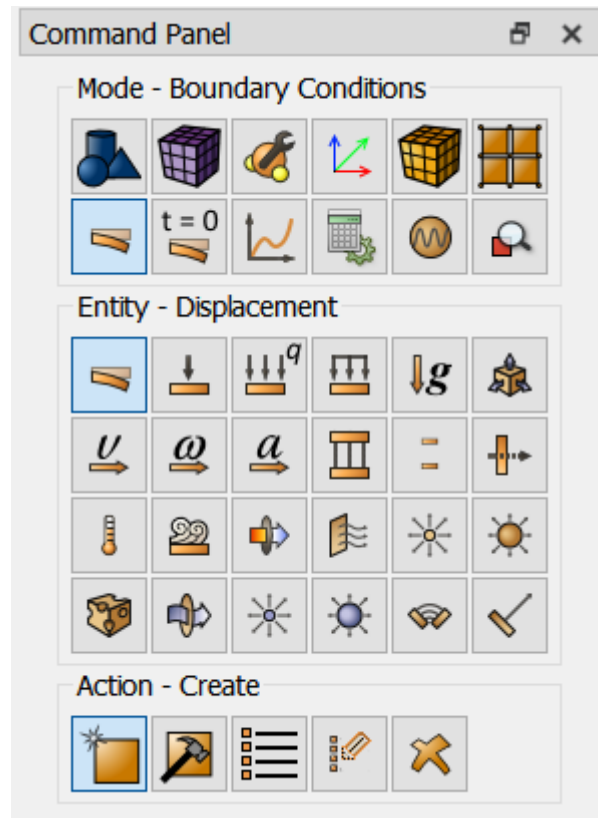 Command Panel
Mode - Boundary Conditions
t = 0
Entity - Displacement
q
g
υ ω a
Action - Create